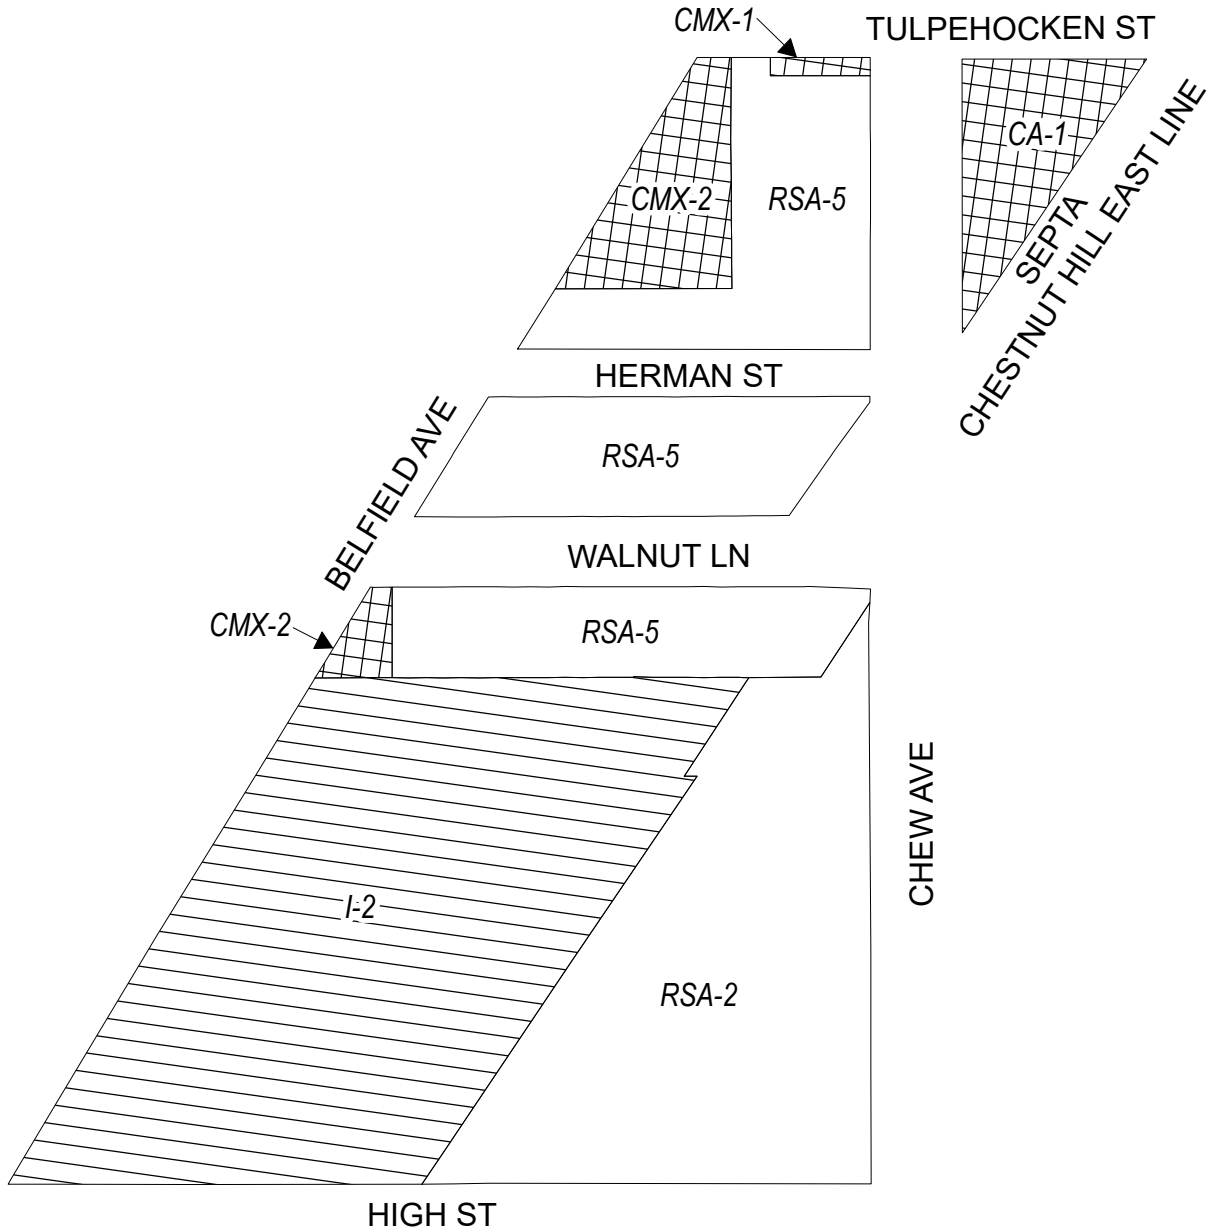 CMX-1
TULPEHOCKEN ST
CA-1
CMX-2
RSA-5
SEPTA
CHESTNUT HILL EAST LINE
HERMAN ST
BELFIELD AVE
RSA-5
WALNUT LN
CMX-2
RSA-5
CHEW AVE
I-2
RSA-2
HIGH ST